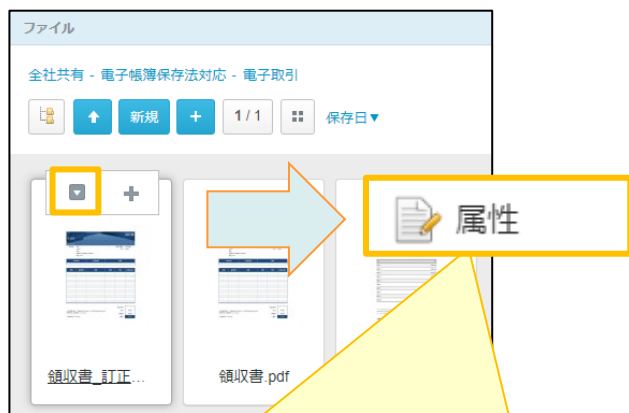 ファイル
全社共有 - 電子帳簿保存法対応 - 電子取引
新規
1 / 1
保存日▼
属性
領収書_訂正...
領収書.pdf